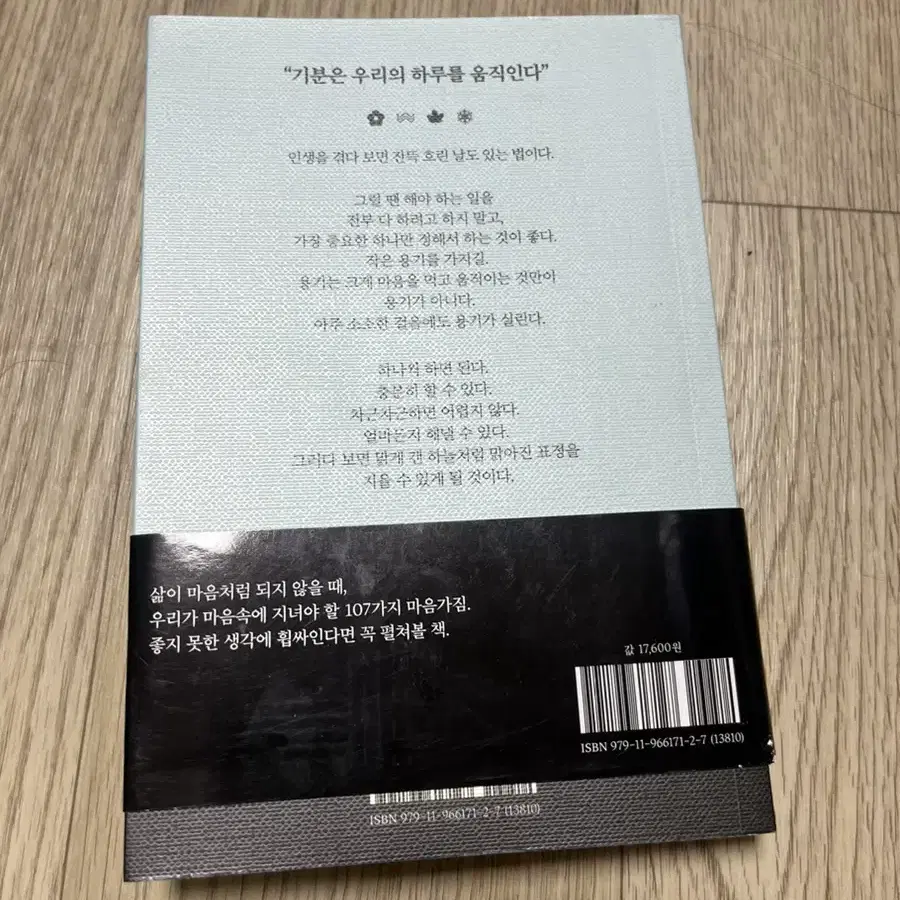 “기분은 우리의 하루를 움직인다”
인생을 겪다 보면 잔뜩 흐린 날도 있는 법이다.
그럴 땐 해야 하는 일을
전부 다 하려고 하지 말고,
가장 중요한 하나만 정해서 하는 것이 좋다.
작은 용기를 가지길.
용기는 크게 마음을 먹고 움직이는 것만이
용기가 아니다.
아주 소소한 걸음에도 용기가 실린다.
하나씩 하면 된다.
충분히 할 수 있다.
차근차근하면 어렵지 않다.
얼마든지 해낼 수 있다.
그러다 보면 맑게 갠 하늘처럼 맑아진 표정을
지을 수 있게 될 것이다.
삶이 마음처럼 되지 않을 때,
우리가 마음속에 지녀야 할 107가지 마음가짐.
좋지 못한 생각에 휩싸인다면 꼭 펼쳐볼 책.
값 17,600원
ISBN 979-11-966171-2-7 (13810)
ISBN 979-11-966171-2-7 (13810)